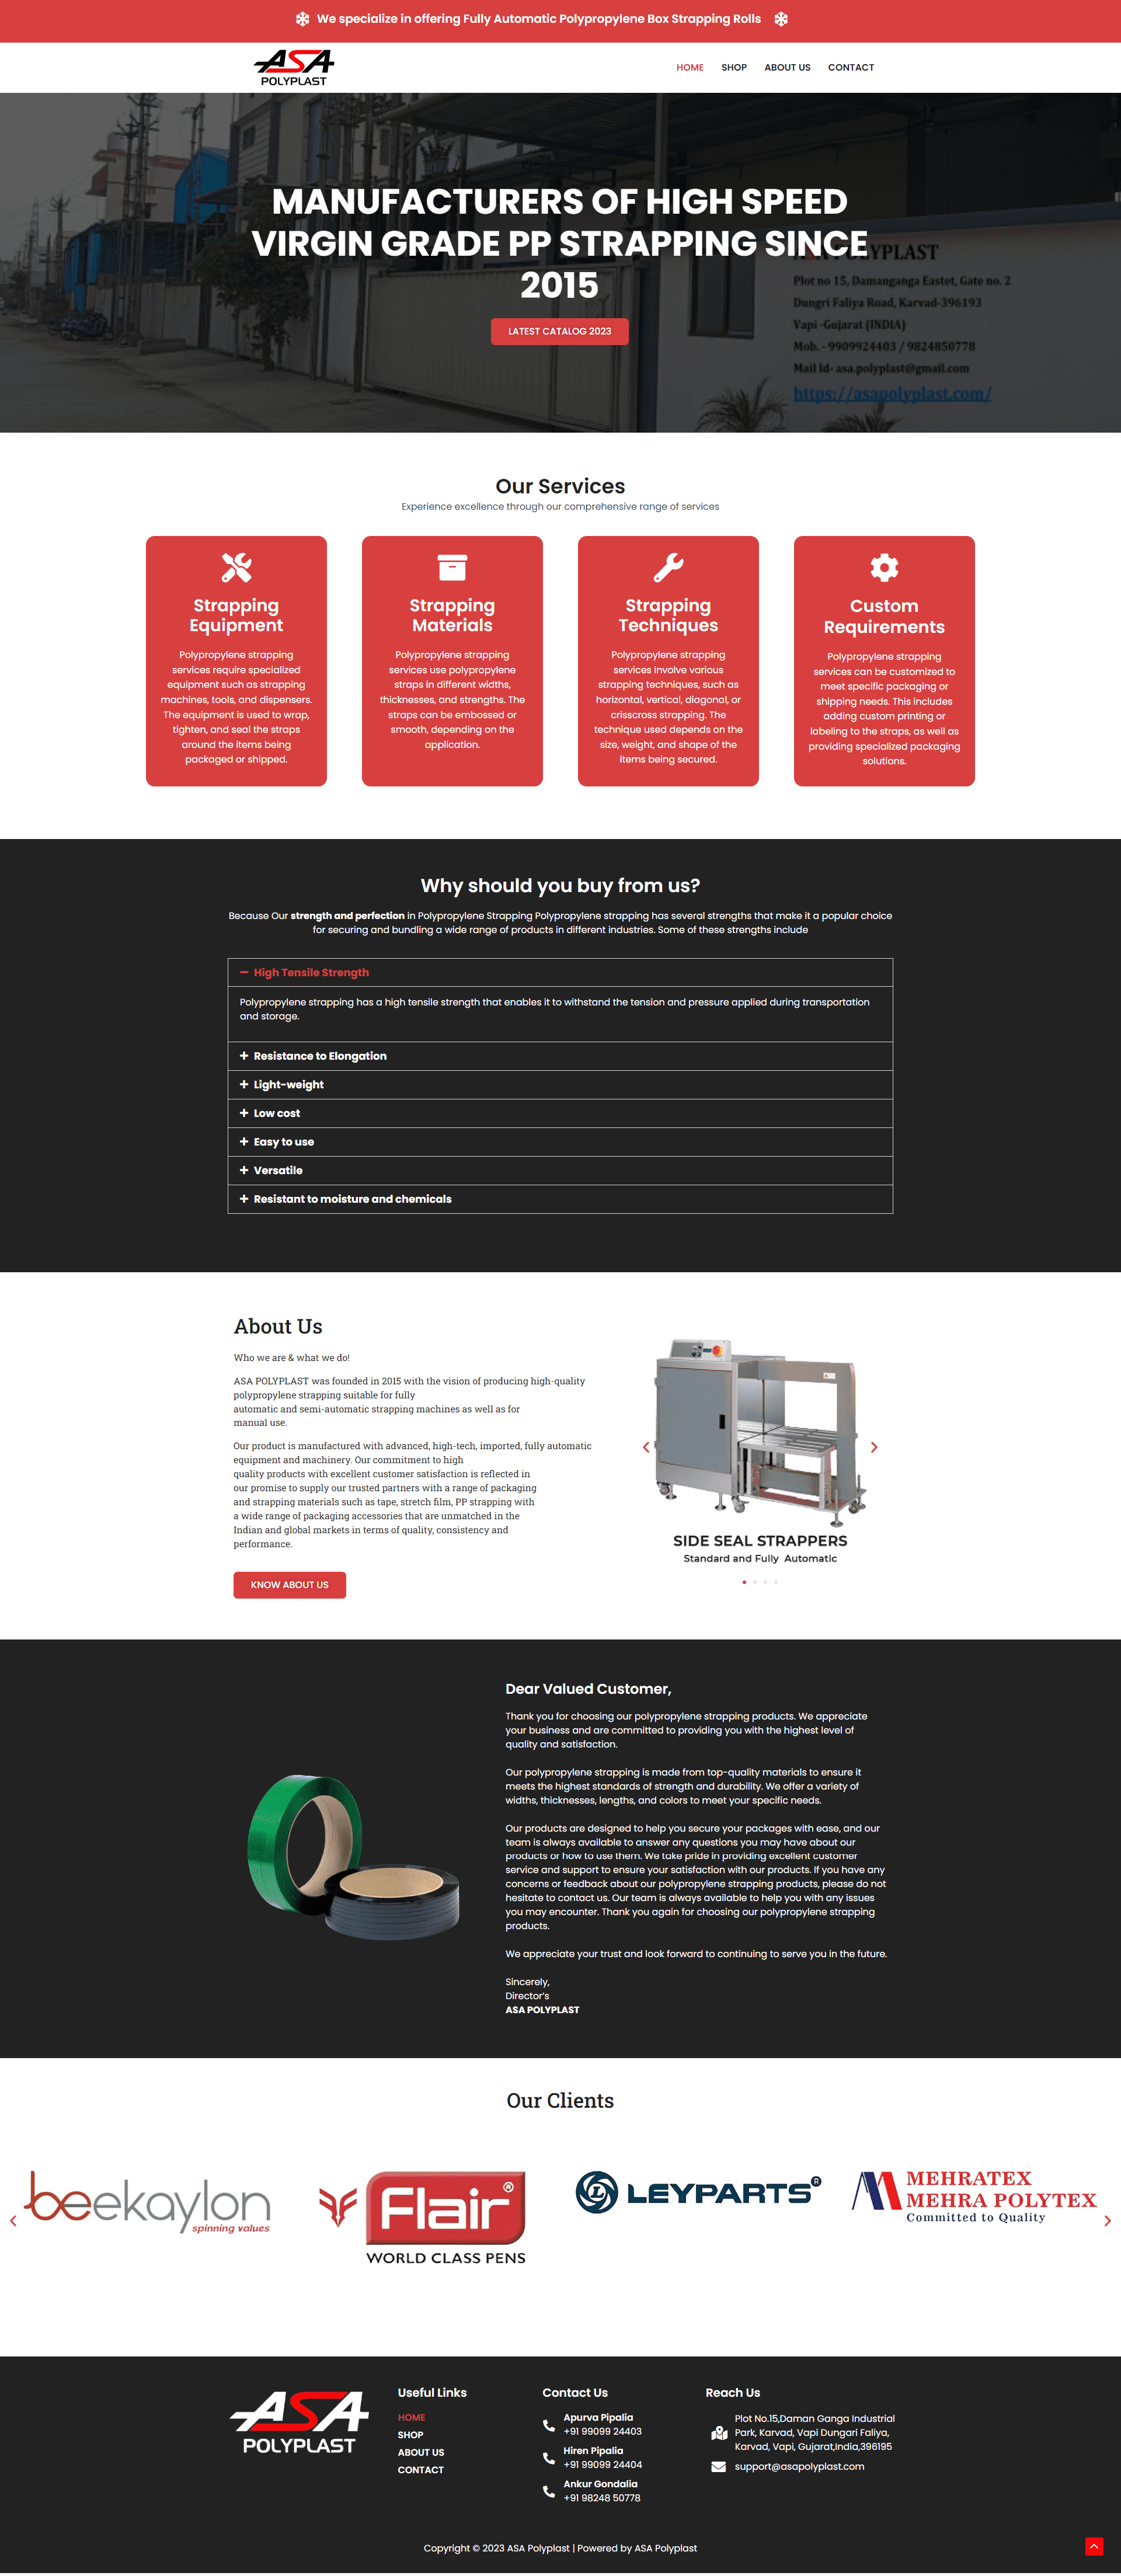 We specialize in offering Fully Automatic Polypropylene Box Strapping Rolls
ASA
POLYPLAST
HOME
SHOP
ABOUT US
CONTACT
MANUFACTURERS OF HIGH SPEED
VIRGIN GRADE PP STRAPPING SINCE
2015
LATEST CATALOG 2023
Plot no 15, Damanganga Eastet, Gate no. 2
Dungri Faliya Road, Karvad-396193
Vapi -Gujarat (INDIA)
Mob. - 9909924403 / 9824850778
Mail Id- asa.polyplast@gmail.com
https://asapolyplast.com/
Our Services
Experience excellence through our comprehensive range of services
Strapping
Equipment
Polypropylene strapping
services require specialized
equipment such as strapping
machines, tools, and dispensers.
The equipment is used to wrap,
tighten, and seal the straps
around the items being
packaged or shipped.
Strapping
Materials
Polypropylene strapping
services use polypropylene
straps in different widths,
thicknesses, and strengths. The
straps can be embossed or
smooth, depending on the
application.
Strapping
Techniques
Polypropylene strapping
services involve various
strapping techniques, such as
horizontal, vertical, diagonal, or
crisscross strapping. The
technique used depends on the
size, weight, and shape of the
items being secured.
Custom
Requirements
Polypropylene strapping
services can be customized to
meet specific packaging or
shipping needs. This includes
adding custom printing or
labeling to the straps, as well as
providing specialized packaging
solutions.
Why should you buy from us?
Because Our strength and perfection in Polypropylene Strapping Polypropylene strapping has several strengths that make it a popular choice
for securing and bundling a wide range of products in different industries. Some of these strengths include
High Tensile Strength
Polypropylene strapping has a high tensile strength that enables it to withstand the tension and pressure applied during transportation
and storage.
Resistance to Elongation
Light-weight
Low cost
Easy to use
Versatile
Resistant to moisture and chemicals
About Us
Who we are & what we do!
ASA POLYPLAST was founded in 2015 with the vision of producing high-quality
polypropylene strapping suitable for fully
automatic and semi-automatic strapping machines as well as for
manual use.
Our product is manufactured with advanced, high-tech, imported, fully automatic
equipment and machinery. Our commitment to high
quality products with excellent customer satisfaction is reflected in
our promise to supply our trusted partners with a range of packaging
and strapping materials such as tape, stretch film, PP strapping with
a wide range of packaging accessories that are unmatched in the
Indian and global markets in terms of quality, consistency and
performance.
KNOW ABOUT US
SIDE SEAL STRAPPERS
Standard and Fully Automatic
Dear Valued Customer,
Thank you for choosing our polypropylene strapping products. We appreciate
your business and are committed to providing you with the highest level of
quality and satisfaction.
Our polypropylene strapping is made from top-quality materials to ensure it
meets the highest standards of strength and durability. We offer a variety of
widths, thicknesses, lengths, and colors to meet your specific needs.
Our products are designed to help you secure your packages with ease, and our
team is always available to answer any questions you may have about our
products or how to use them. We take pride in providing excellent customer
service and support to ensure your satisfaction with our products. If you have any
concerns or feedback about our polypropylene strapping products, please do not
hesitate to contact us. Our team is always available to help you with any issues
you may encounter. Thank you again for choosing our polypropylene strapping
products.
We appreciate your trust and look forward to continuing to serve you in the future.
Sincerely,
Director's
ASA POLYPLAST
Our Clients
beekaylon
spinning values
Flair®
WORLD CLASS PENS
LEYPARTS®
MEHRATEX
MEHRA POLYTEX
Committed to Quality
ASA
POLYPLAST
Useful Links
HOME
SHOP
ABOUT US
CONTACT
Contact Us
Apurva Pipalia
+91 99099 24403
Hiren Pipalia
+91 99099 24404
Ankur Gondalia
+91 98248 50778
Reach Us
Plot No.15,Daman Ganga Industrial
Park, Karvad, Vapi Dungari Faliya,
Karvad, Vapi, Gujarat,India,396195
support@asapolyplast.com
Copyright © 2023 ASA Polyplast | Powered by ASA Polyplast